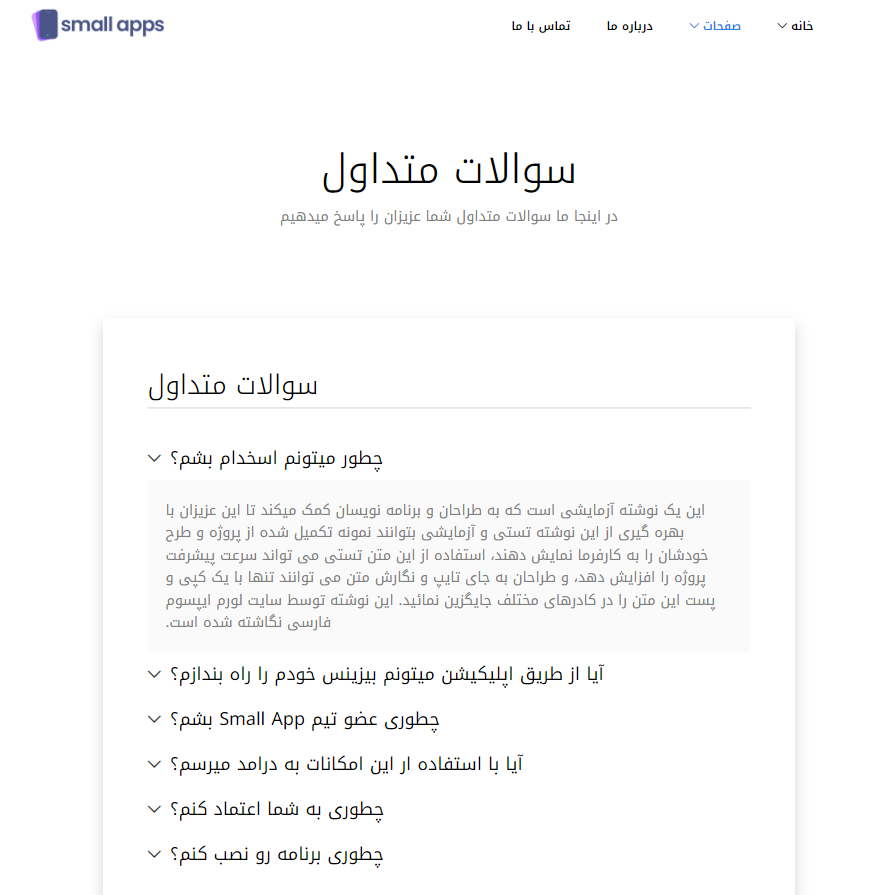 small apps
خانه
صفحات
درباره ما
تماس با ما
سوالات متداول
در اینجا ما سوالات متداول شما عزیزان را پاسخ میدهیم
سوالات متداول
چطور میتونم اسخدام بشم؟
این یک نوشته آزمایشی است که به طراحان و برنامه نویسان کمک میکند تا این عزیزان با
بهره گیری از این نوشته تستی و آزمایشی بتوانند نمونه تکمیل شده از پروژه و طرح
خودشان را به کارفرما نمایش دهند، استفاده از این متن تستی می تواند سرعت پیشرفت
پروژه را افزایش دهد، و طراحان به جای تایپ و نگارش متن می توانند تنها با یک کپی و
پست این متن را در کادرهای مختلف جایگزین نمائید. این نوشته توسط سایت لورم ایپسوم
فارسی نگاشته شده است.
آیا از طریق اپلیکیشن میتونم بیزینس خودم را راه بندازم؟
چطوری عضو تیم Small App بشم؟
آیا با استفاده ار این امکانات به درامد میرسم؟
چطوری به شما اعتماد کنم؟
چطوری برنامه رو نصب کنم؟